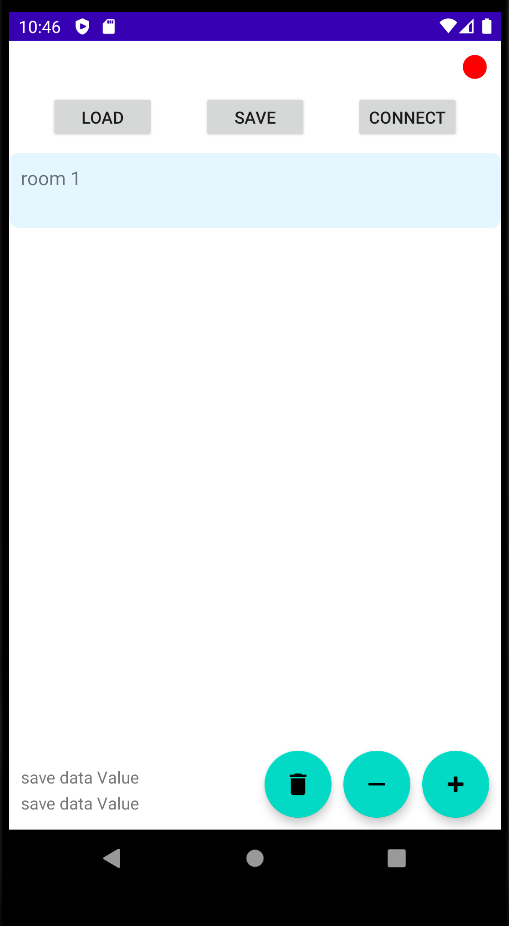 10:46
LOAD SAVE CONNECT
room 1
save data Value
save data Value